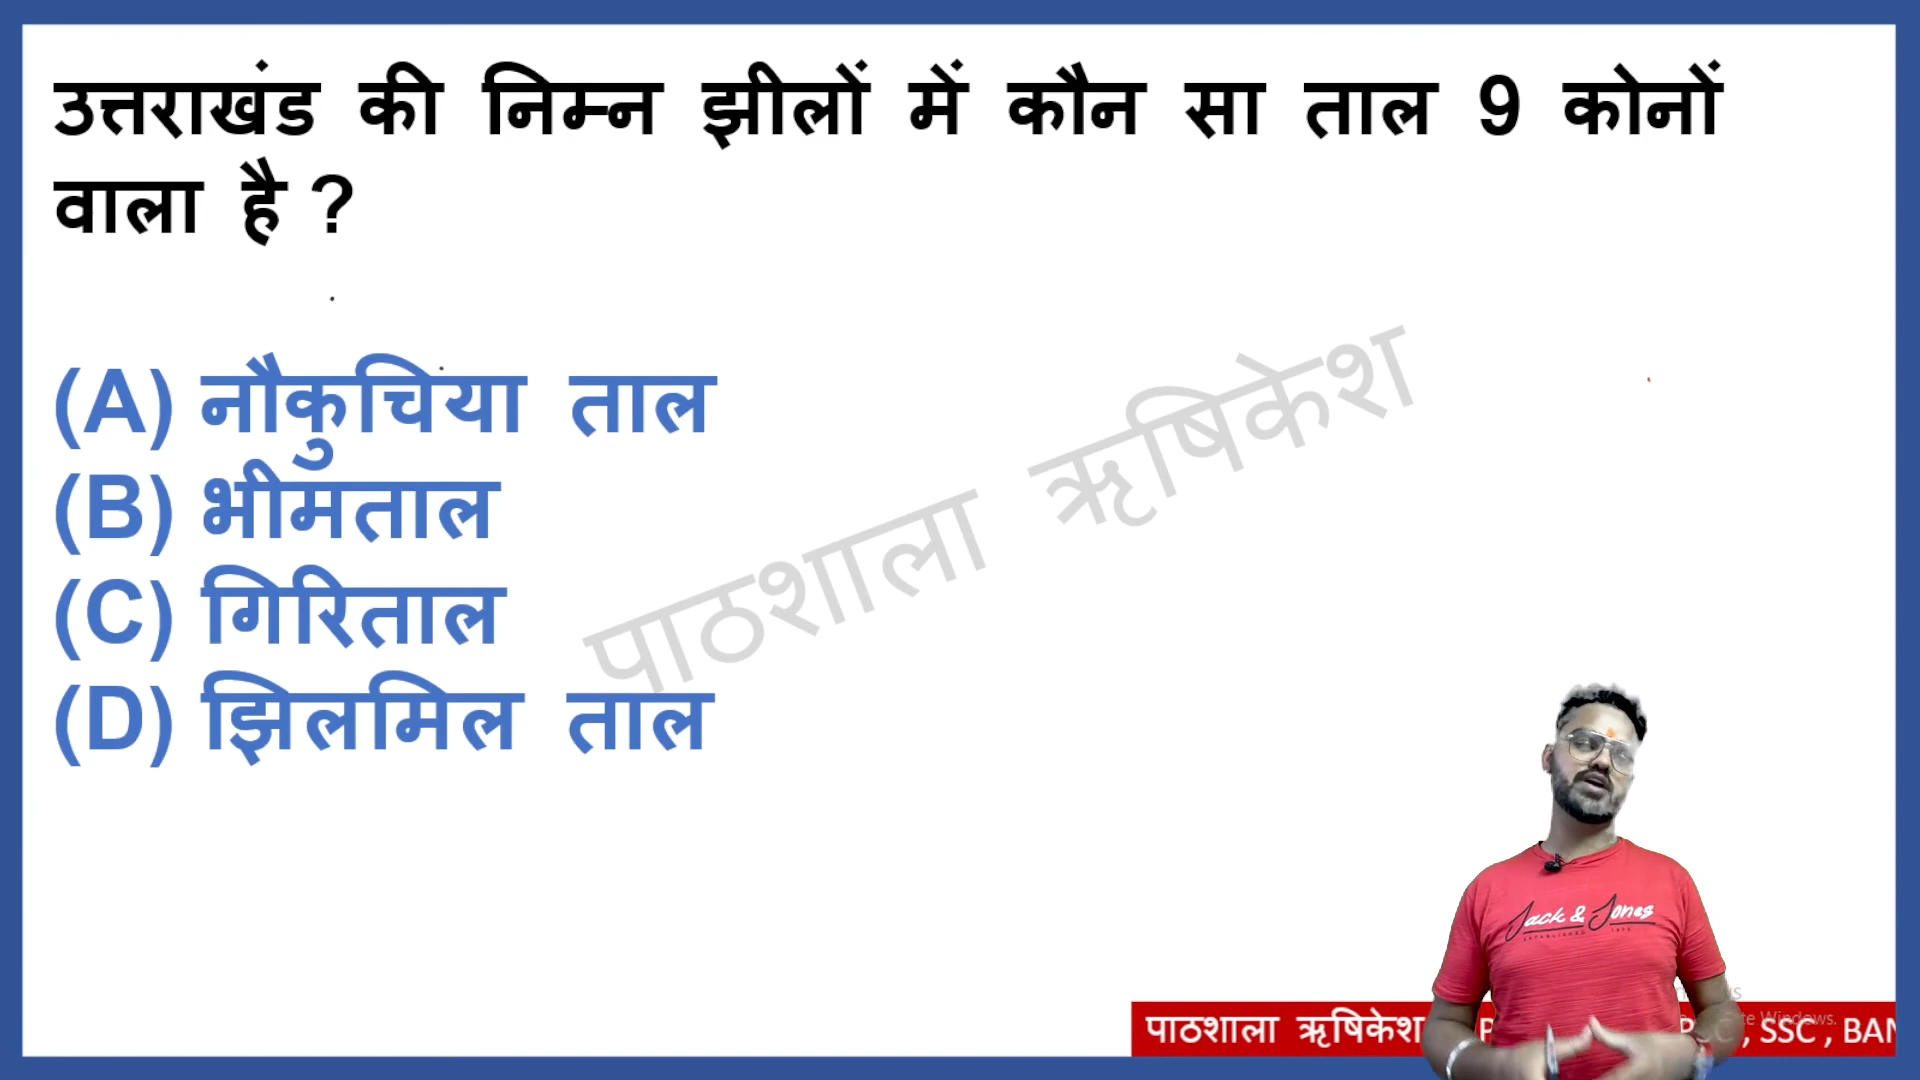 उत्तराखंड की निम्न झीलों में कौन सा ताल 9 कोनों
वाला है ?
(A) नौकुचिया ताल
(B) भीमताल
(C) गिरिताल
(D) झिलमिल ताल
पाठशाला ऋषिकेश
Jack & Jones
पाठशाला ऋषिकेश
, SSC , BAN